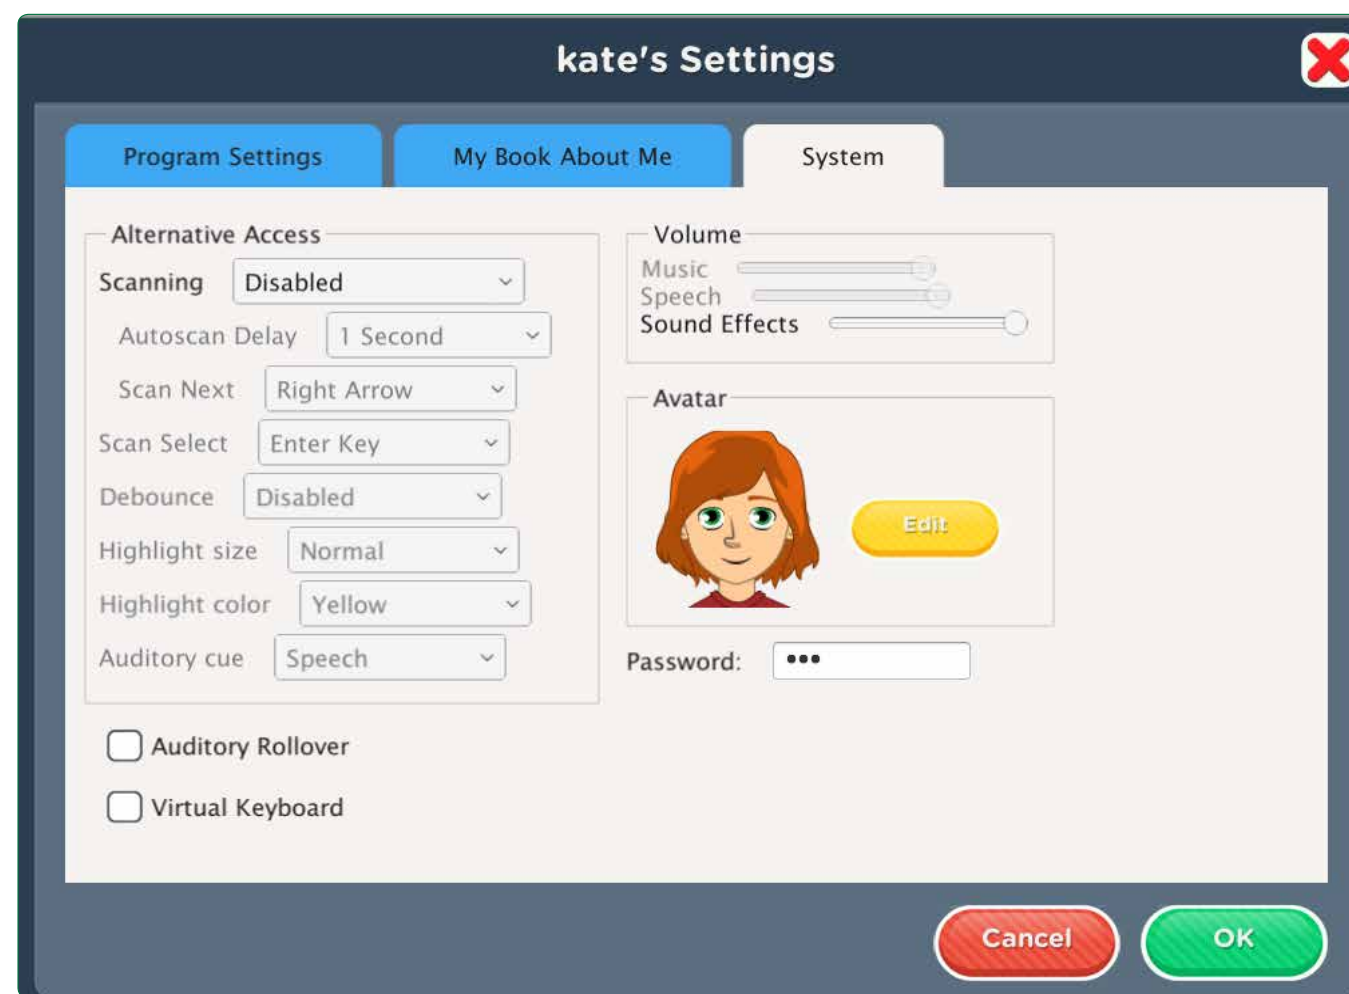 kate's Settings
Program Settings
My Book About Me
System
Alternative Access
Scanning Disabled
Autoscan Delay 1 Second
Scan Next Right Arrow
Scan Select Enter Key
Debounce Disabled
Highlight size Normal
Highlight color Yellow
Auditory cue Speech
Auditory Rollover
Virtual Keyboard
Volume
Music
Speech
Sound Effects
Avatar
Edit
Password: •••
Cancel
OK